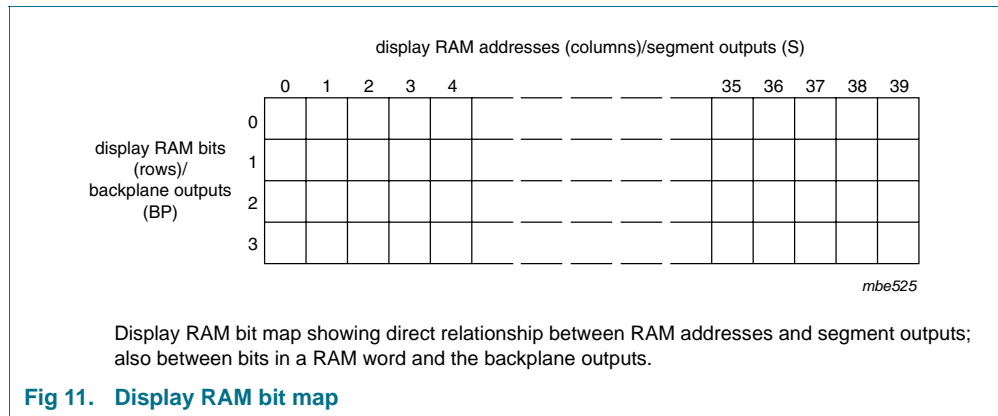 display RAM addresses (columns)/segment outputs (S)
0 1 2 3 4 35 36 37 38 39
0
display RAM bits
(rows)/
backplane outputs
(BP)
1
2
3
mbe525
Display RAM bit map showing direct relationship between RAM addresses and segment outputs;
also between bits in a RAM word and the backplane outputs.
Fig 11. Display RAM bit map